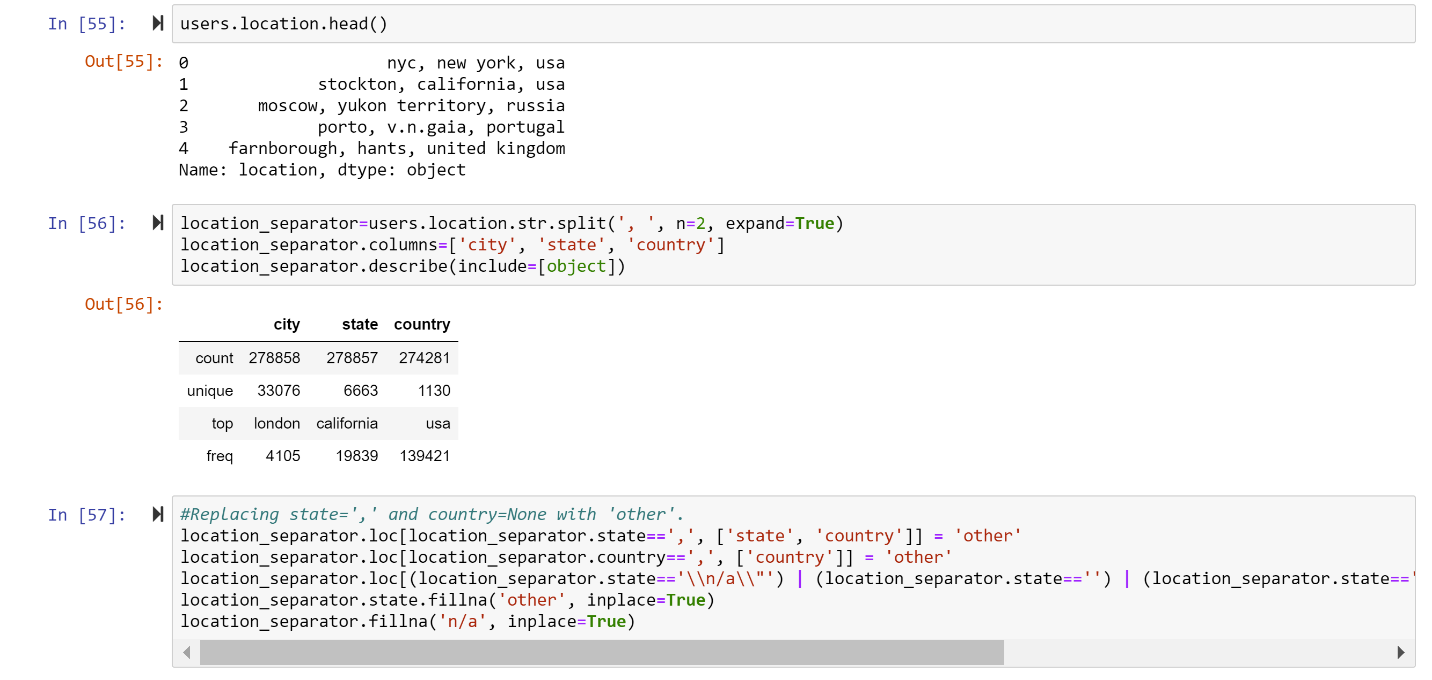 In [55]: users.location.head()
Out[55]: 0 nyc, new york, usa
1 stockton, california, usa
2 moscow, yukon territory, russia
3 porto, v.n.gaia, portugal
4 farnborough, hants, united kingdom
Name: location, dtype: object
In [56]: location_separator=users.location.str.split(', ', n=2, expand=True)
location_separator.columns=['city', 'state', 'country']
location_separator.describe(include=[object])
Out[56]:
city state country
count 278858 278857 274281
unique 33076 6663 1130
top london california usa
freq 4105 19839 139421
In [57]: #Replacing state=',' and country=None with 'other'.
location_separator.loc[location_separator.state==',', ['state', 'country']] = 'other'
location_separator.loc[location_separator.country==',', ['country']] = 'other'
location_separator.loc[(location_separator.state=='\\n/a\\"') | (location_separator.state=='') | (location_separator.state=='
location_separator.state.fillna('other', inplace=True)
location_separator.fillna('n/a', inplace=True)